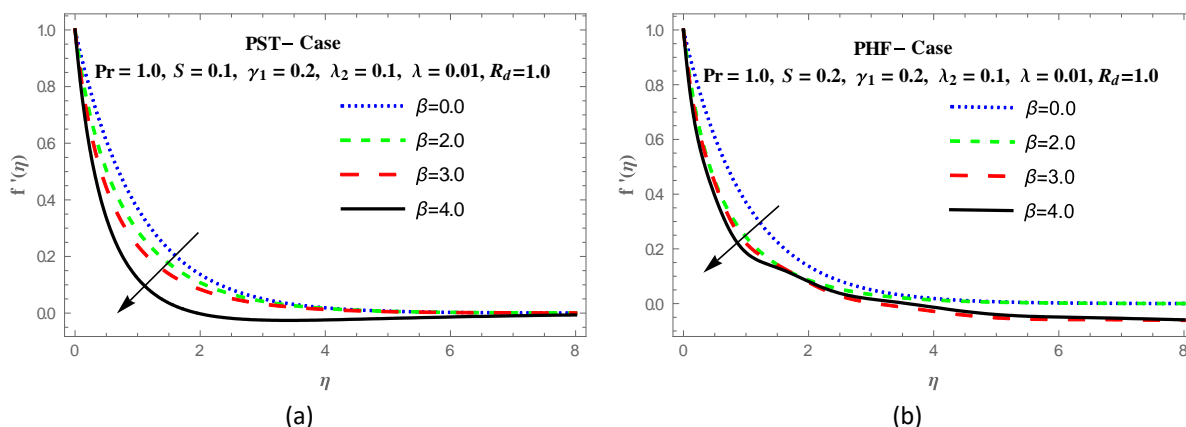 PST- Case
Pr = 1.0, S = 0.1, γ1 = 0.2, λ2 = 0.1, λ = 0.01, Rd=1.0
β=0.0
β=2.0
β=3.0
β=4.0
1.0
0.8
0.6
0.4
0.2
0.0
f '(η)
0 2 4 6 8
η
(a)
PHF- Case
Pr = 1.0, S = 0.2, γ1 = 0.2, λ2 = 0.1, λ = 0.01, Rd=1.0
β=0.0
β=2.0
β=3.0
β=4.0
1.0
0.8
0.6
0.4
0.2
0.0
f '(η)
0 2 4 6 8
η
(b)